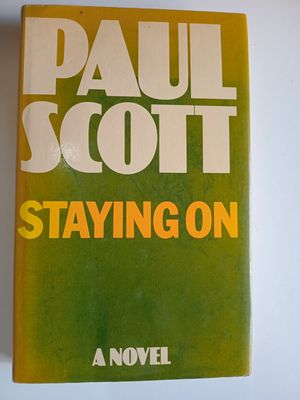 PAUL
SCOTT
STAYING ON
A NOVEL